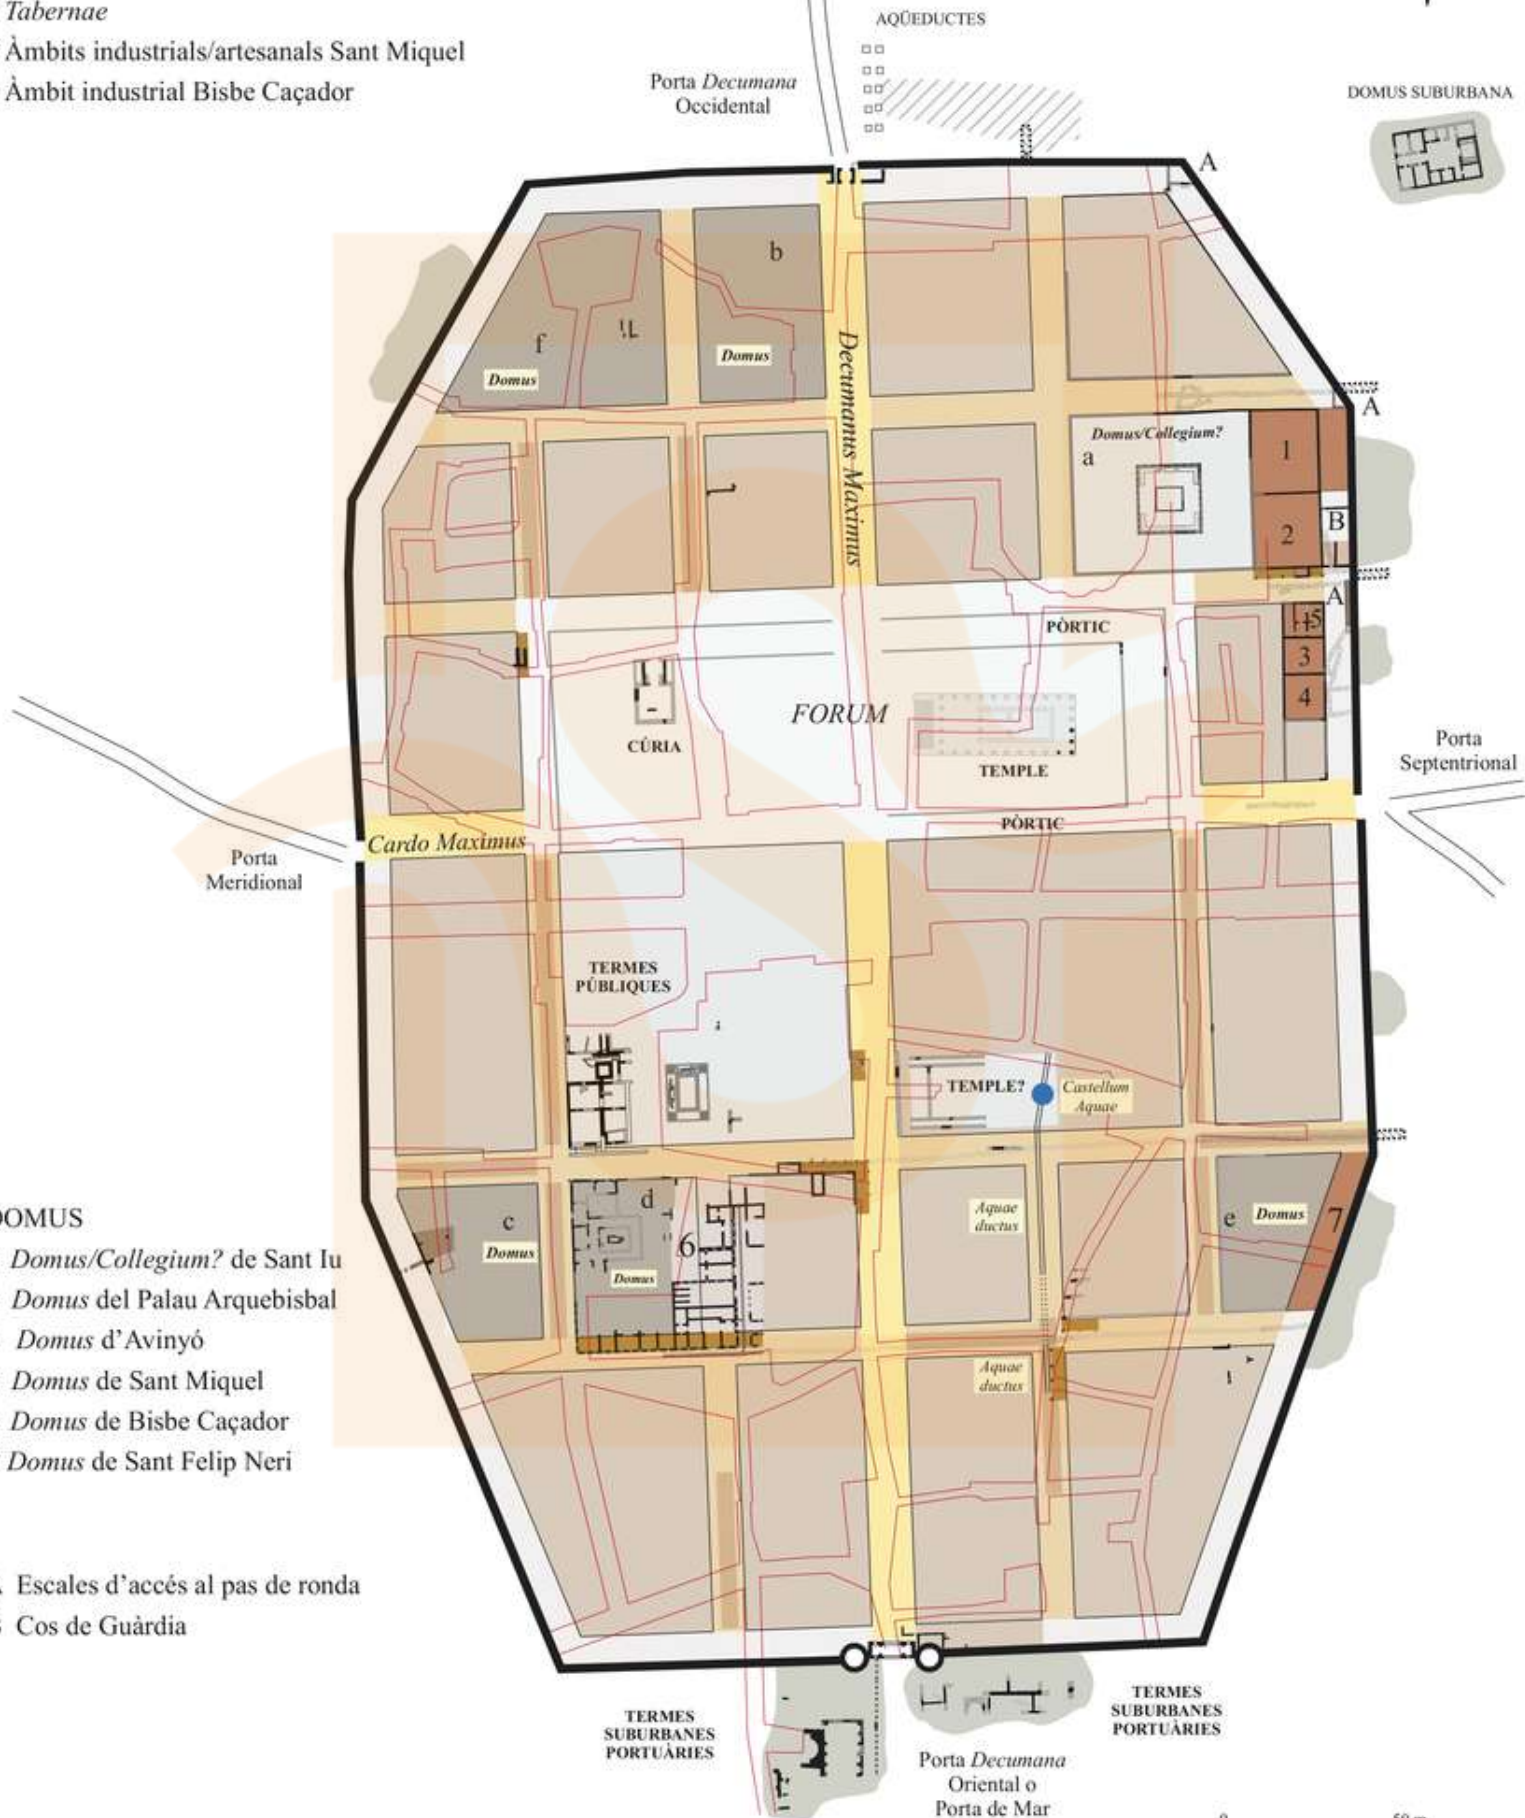 Tabernae
Àmbits industrials/artesanals Sant Miquel
Àmbit industrial Bisbe Caçador
AQÜEDUCTES
Porta Decumana
Occidental
DOMUS SUBURBANA
A
b
f
Domus
Domus
Decumanus Maximus
A
Domus/Collegium?
a
1
2
B
A
5
3
4
PÒRTIC
FORUM
CÚRIA
TEMPLE
PÒRTIC
Porta
Septentrional
Cardo Maximus
Porta
Meridional
TERMES
PÚBLIQUES
TEMPLE?
Castellum
Aquae
c
Domus
d
Domus
6
c
Aquae
ductus
e
Domus
7
Aquae
ductus
DOMUS
Domus/Collegium? de Sant Iu
Domus del Palau Arquebisbal
Domus d'Avinyó
Domus de Sant Miquel
Domus de Bisbe Caçador
Domus de Sant Felip Neri
Escales d'accés al pas de ronda
Cos de Guàrdia
TERMES
SUBURBANES
PORTUÀRIES
TERMES
SUBURBANES
PORTUÀRIES
Porta Decumana
Oriental o
Porta de Mar